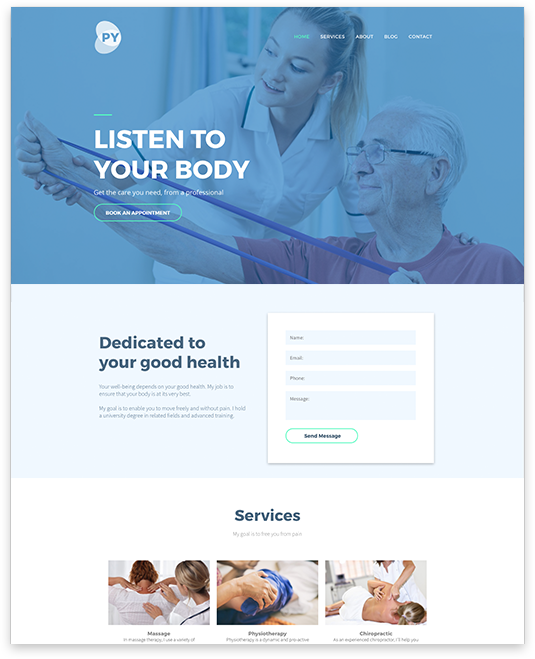 PY
HOME SERVICES ABOUT BLOG CONTACT
LISTEN TO
YOUR BODY
Get the care you need, from a professional
BOOK AN APPOINTMENT
Dedicated to
your good health
Your well-being depends on your good health. My job is to
ensure that your body is at its very best.
My goal is to enable you to move freely and without pain. I hold
a university degree in related fields and advanced training.
Name:
Email:
Phone:
Message:
Send Message
Services
My goal is to free you from pain
Massage
In massage therapy, I use a variety of
Physiotherapy
Physiotherapy is a dynamic and pro-active
Chiropractic
As an experienced chiropractor, I'll help you